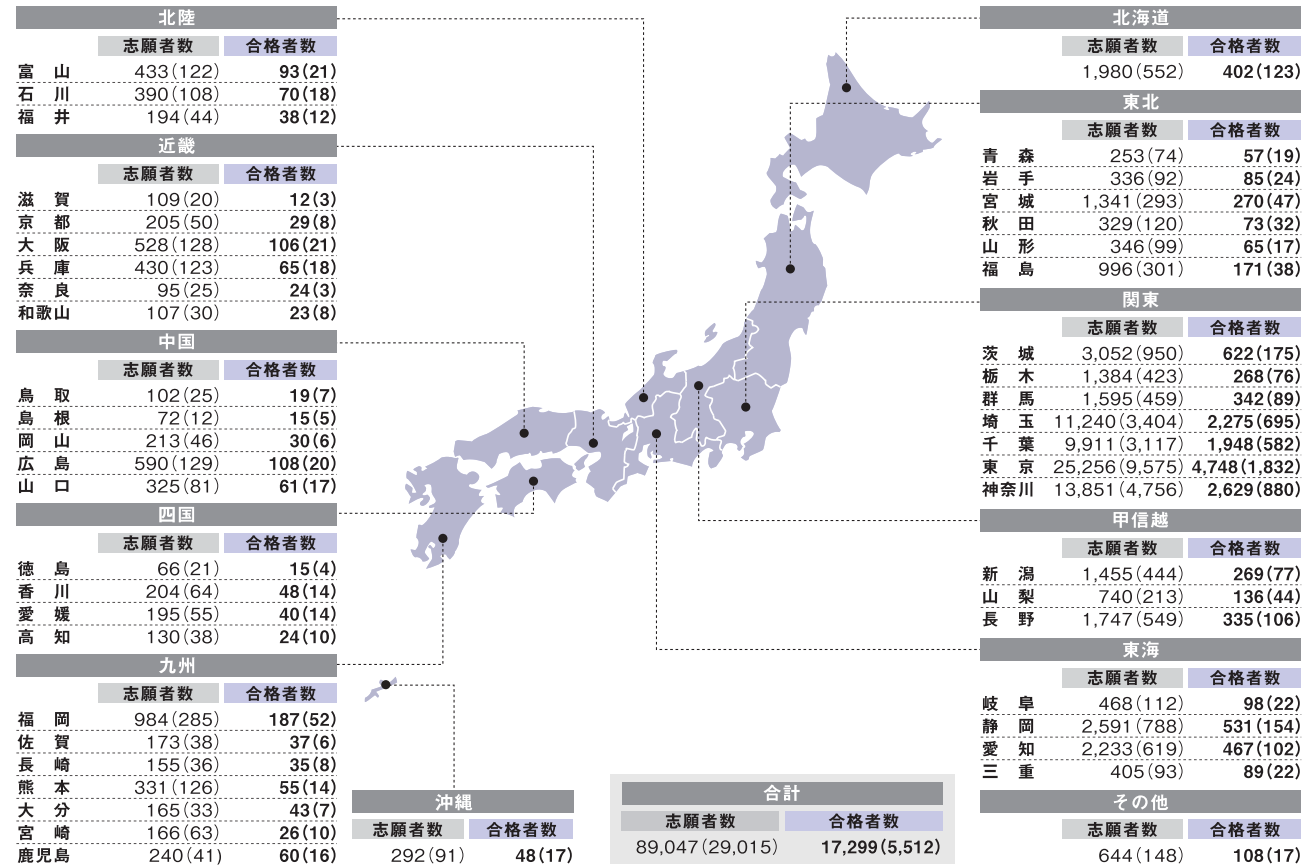 北陸
志願者数 合格者数
富山 433(122) 93(21)
石川 390(108) 70(18)
福井 194(44) 38(12)
近畿
志願者数 合格者数
滋賀 109(20) 12(3)
京都 205(50) 29(8)
大阪 528(128) 106(21)
兵庫 430(123) 65(18)
奈良 95(25) 24(3)
和歌山 107(30) 23(8)
中国
志願者数 合格者数
鳥取 102(25) 19(7)
島根 72(12) 15(5)
岡山 213(46) 30(6)
広島 590(129) 108(20)
山口 325(81) 61(17)
四国
志願者数 合格者数
徳島 66(21) 15(4)
香川 204(64) 48(14)
愛媛 195(55) 40(14)
高知 130(38) 24(10)
九州
志願者数 合格者数
福岡 984(285) 187(52)
佐賀 173(38) 37(6)
長崎 155(36) 35(8)
熊本 331(126) 55(14)
大分 165(33) 43(7)
宮崎 166(63) 26(10)
鹿児島 240(41) 60(16)
沖縄
志願者数 合格者数
292(91) 48(17)
合計
志願者数 合格者数
89,047(29,015) 17,299(5,512)
北海道
志願者数 合格者数
1,980(552) 402(123)
東北
志願者数 合格者数
青森 253(74) 57(19)
岩手 336(92) 85(24)
宮城 1,341(293) 270(47)
秋田 329(120) 73(32)
山形 346(99) 65(17)
福島 996(301) 171(38)
関東
志願者数 合格者数
茨城 3,052(950) 622(175)
栃木 1,384(423) 268(76)
群馬 1,595(459) 342(89)
埼玉 11,240(3,404) 2,275(695)
千葉 9,911(3,117) 1,948(582)
東京 25,256(9,575) 4,748(1,832)
神奈川 13,851(4,756) 2,629(880)
甲信越
志願者数 合格者数
新潟 1,455(444) 269(77)
山梨 740(213) 136(44)
長野 1,747(549) 335(106)
東海
志願者数 合格者数
岐阜 468(112) 98(22)
静岡 2,591(788) 531(154)
愛知 2,233(619) 467(102)
三重 405(93) 89(22)
その他
志願者数 合格者数
644(148) 108(17)